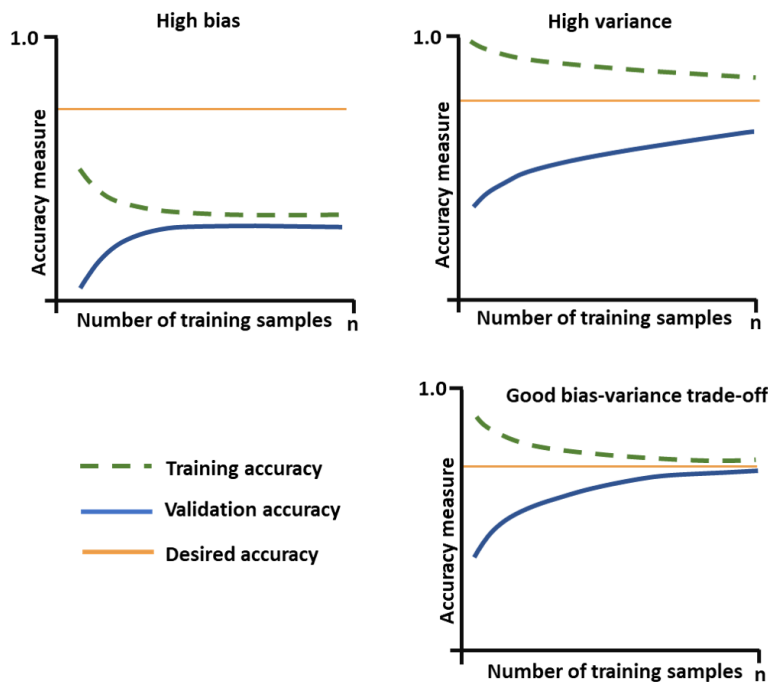 High bias
1.0
Accuracy measure
Number of training samples n
High variance
1.0
Accuracy measure
Number of training samples n
Training accuracy
Validation accuracy
Desired accuracy
Good bias-variance trade-off
1.0
Accuracy measure
Number of training samples n